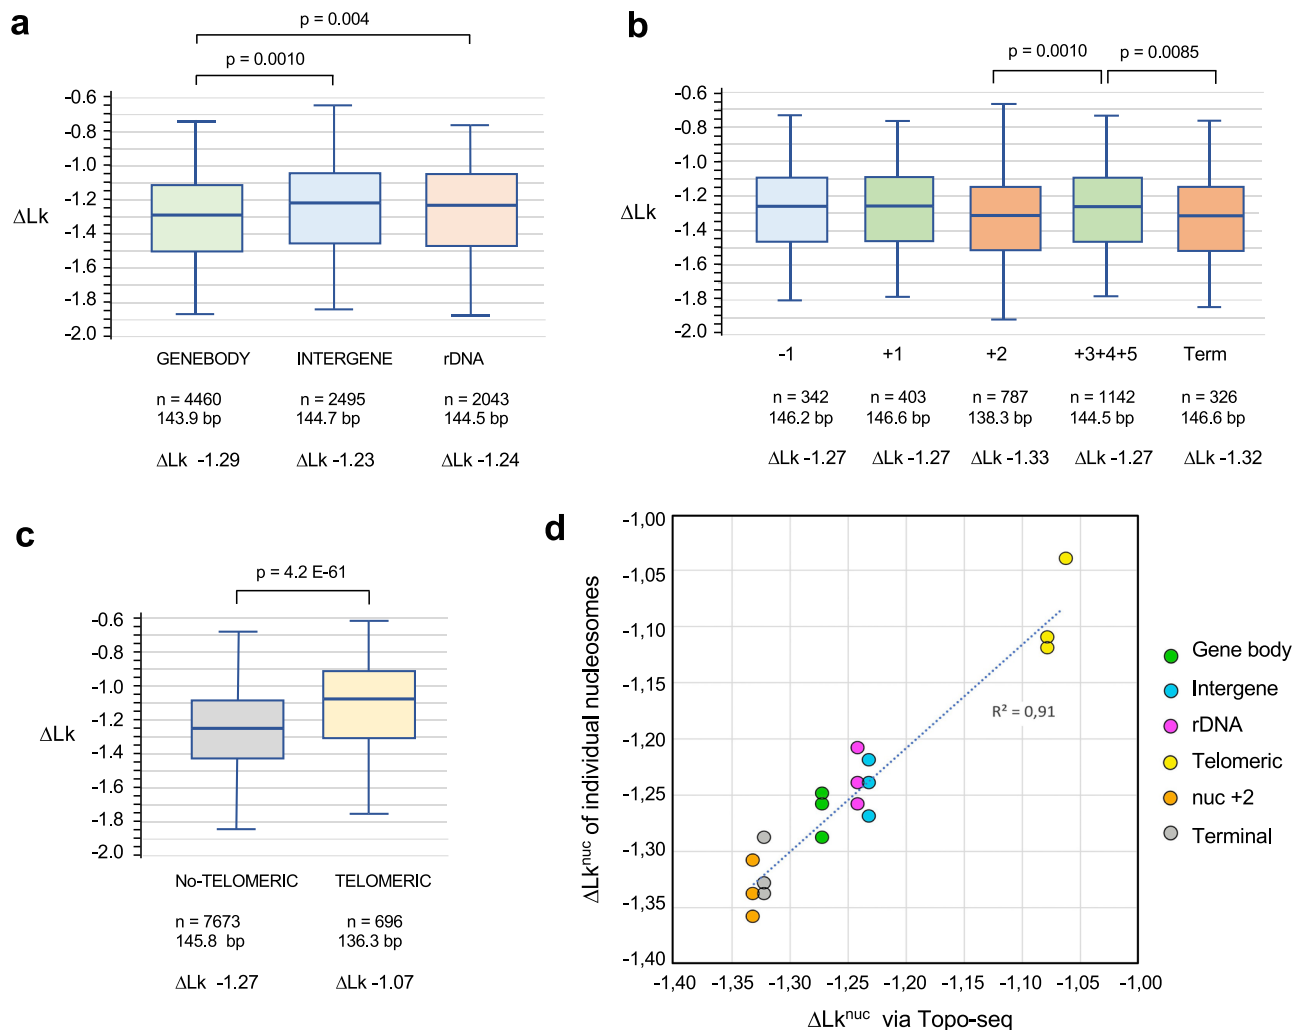 a
p = 0.004
p = 0.0010
-0.6
-0.8
-1.0
-1.2
-1.4
-1.6
-1.8
-2.0
ΔLk
GENEBODY INTERGENE rDNA
n = 4460 n = 2495 n = 2043
143.9 bp 144.7 bp 144.5 bp
ΔLk -1.29 ΔLk -1.23 ΔLk -1.24
b
p = 0.0010 p = 0.0085
-0.6
-0.8
-1.0
-1.2
-1.4
-1.6
-1.8
-2.0
ΔLk
-1 +1 +2 +3+4+5 Term
n = 342 n = 403 n = 787 n = 1142 n = 326
146.2 bp 146.6 bp 138.3 bp 144.5 bp 146.6 bp
ΔLk -1.27 ΔLk -1.27 ΔLk -1.33 ΔLk -1.27 ΔLk -1.32
c
p = 4.2 E-61
-0.6
-0.8
-1.0
-1.2
-1.4
-1.6
-1.8
-2.0
ΔLk
No-TELOMERIC TELOMERIC
n = 7673 n = 696
145.8 bp 136.3 bp
ΔLk -1.27 ΔLk -1.07
d
ΔLk^nuc of individual nucleosomes
-1,00
-1,05
-1,10
-1,15
-1,20
-1,25
-1,30
-1,35
-1,40
R² = 0,91
-1,40 -1,35 -1,30 -1,25 -1,20 -1,15 -1,10 -1,05 -1,00
ΔLk^nuc via Topo-seq
Gene body
Intergene
rDNA
Telomeric
nuc +2
Terminal